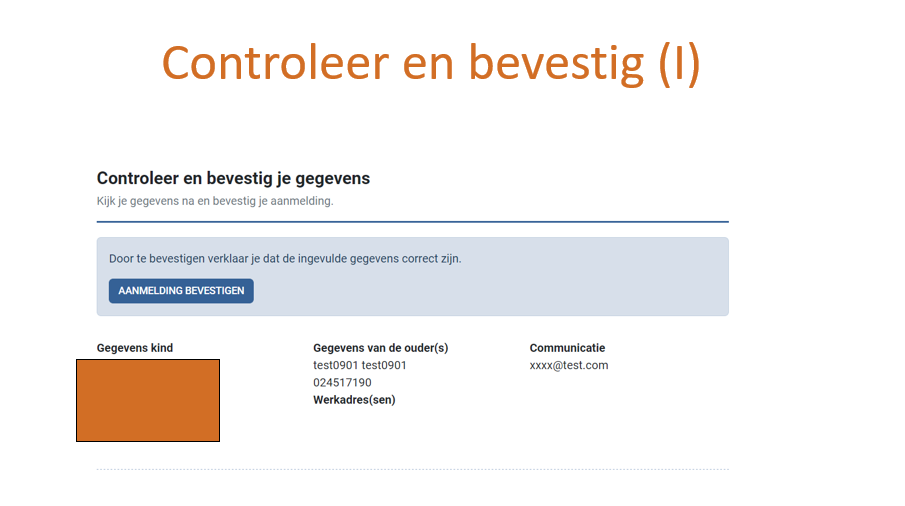 Controleer en bevestig (I)
Controleer en bevestig je gegevens
Kijk je gegevens na en bevestig je aanmelding.
Door te bevestigen verklaar je dat de ingevulde gegevens correct zijn.
AANMELDING BEVESTIGEN
Gegevens kind
Gegevens van de ouder(s)
test0901 test0901
024517190
Werkadres(sen)
Communicatie
xxxx@test.com